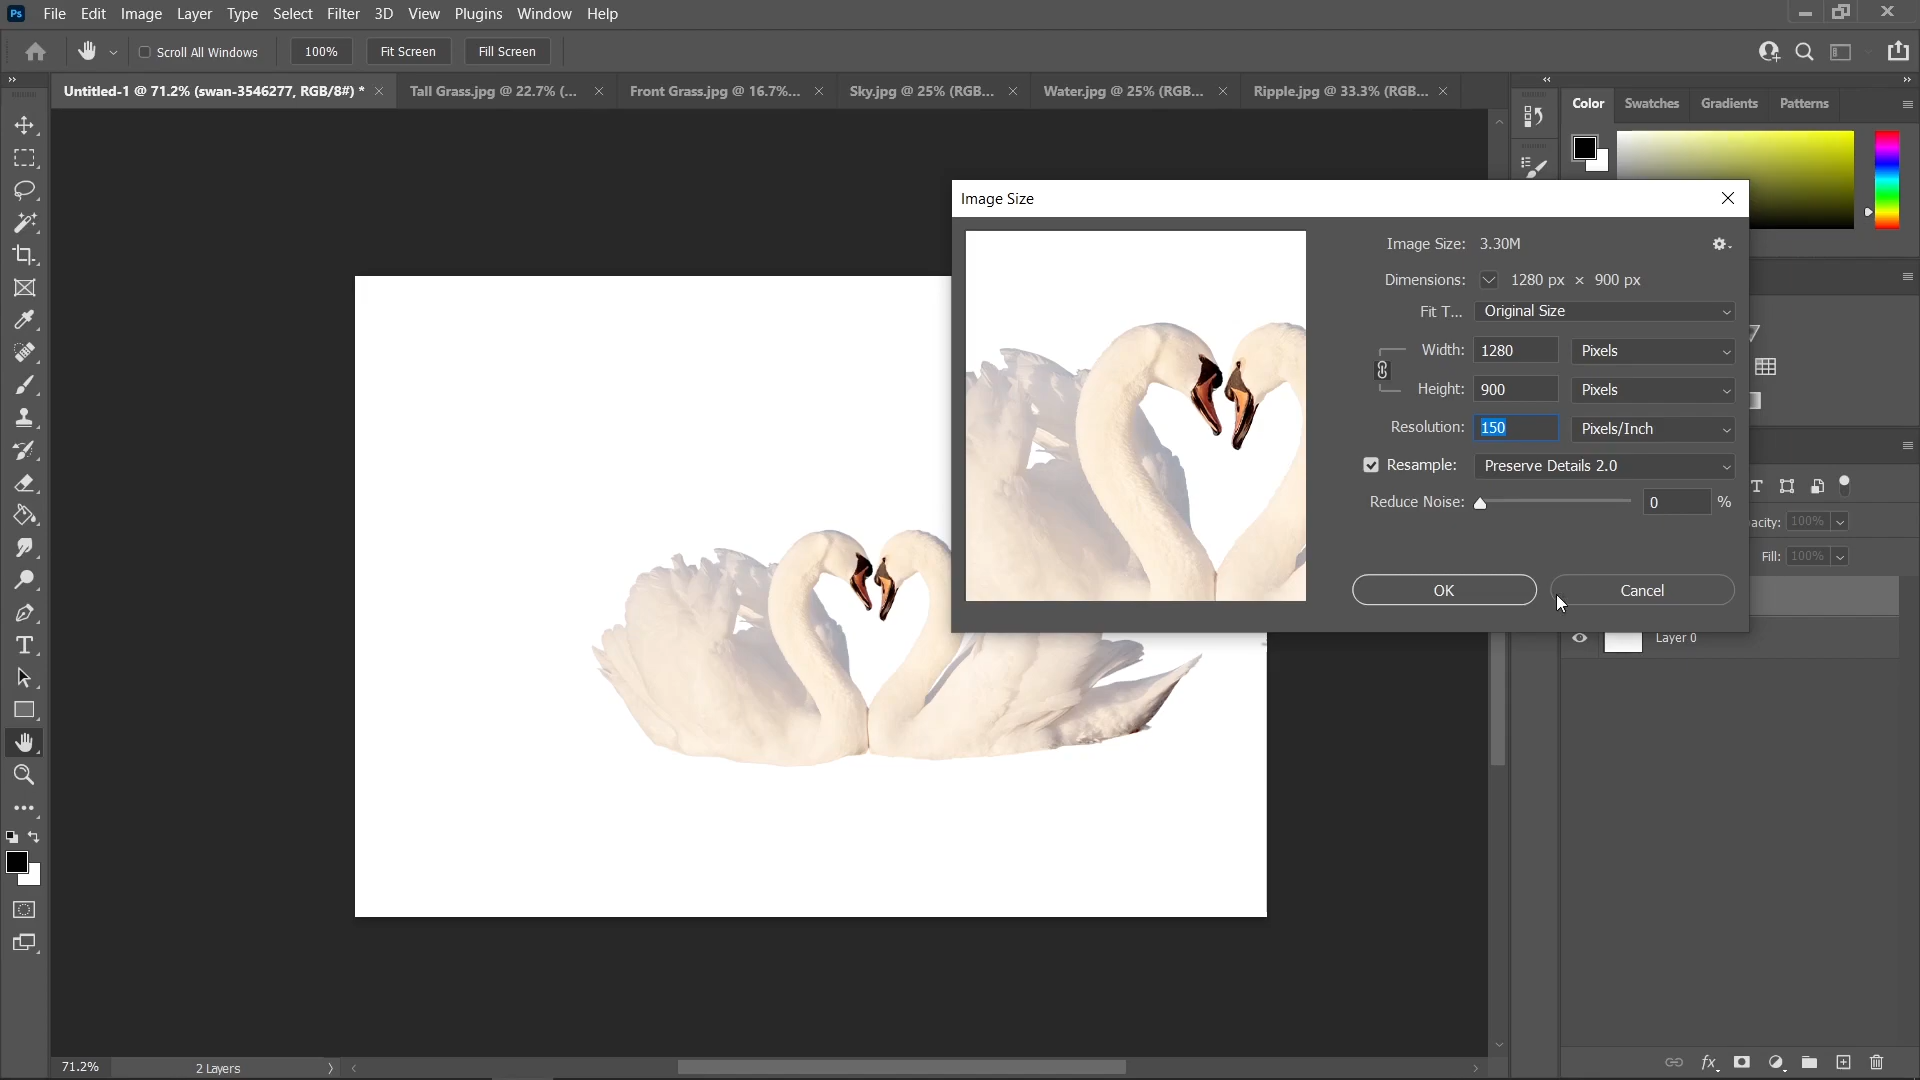 Ps File Edit Image Layer Type Select Filter 3D View Plugins Window Help
Scroll All Windows 100% Fit Screen Fill Screen
Untitled-1 @ 71.2% (swan-3546277, RGB/8#) * Tall Grass.jpg @ 22.7% (... Front Grass.jpg @ 16.7%... Sky.jpg @ 25% (RGB... Water.jpg @ 25% (RGB... Ripple.jpg @ 33.3% (RGB...
Color Swatches Gradients Patterns
Image Size
Image Size: 3.30M
Dimensions: 1280 px × 900 px
Fit T... Original Size
Width: 1280 Pixels
Height: 900 Pixels
Resolution: 150 Pixels/Inch
Resample: Preserve Details 2.0
Reduce Noise: 0 %
OK Cancel
acity: 100%
Fill: 100%
Layer 0
71.2% 2 Layers
fx